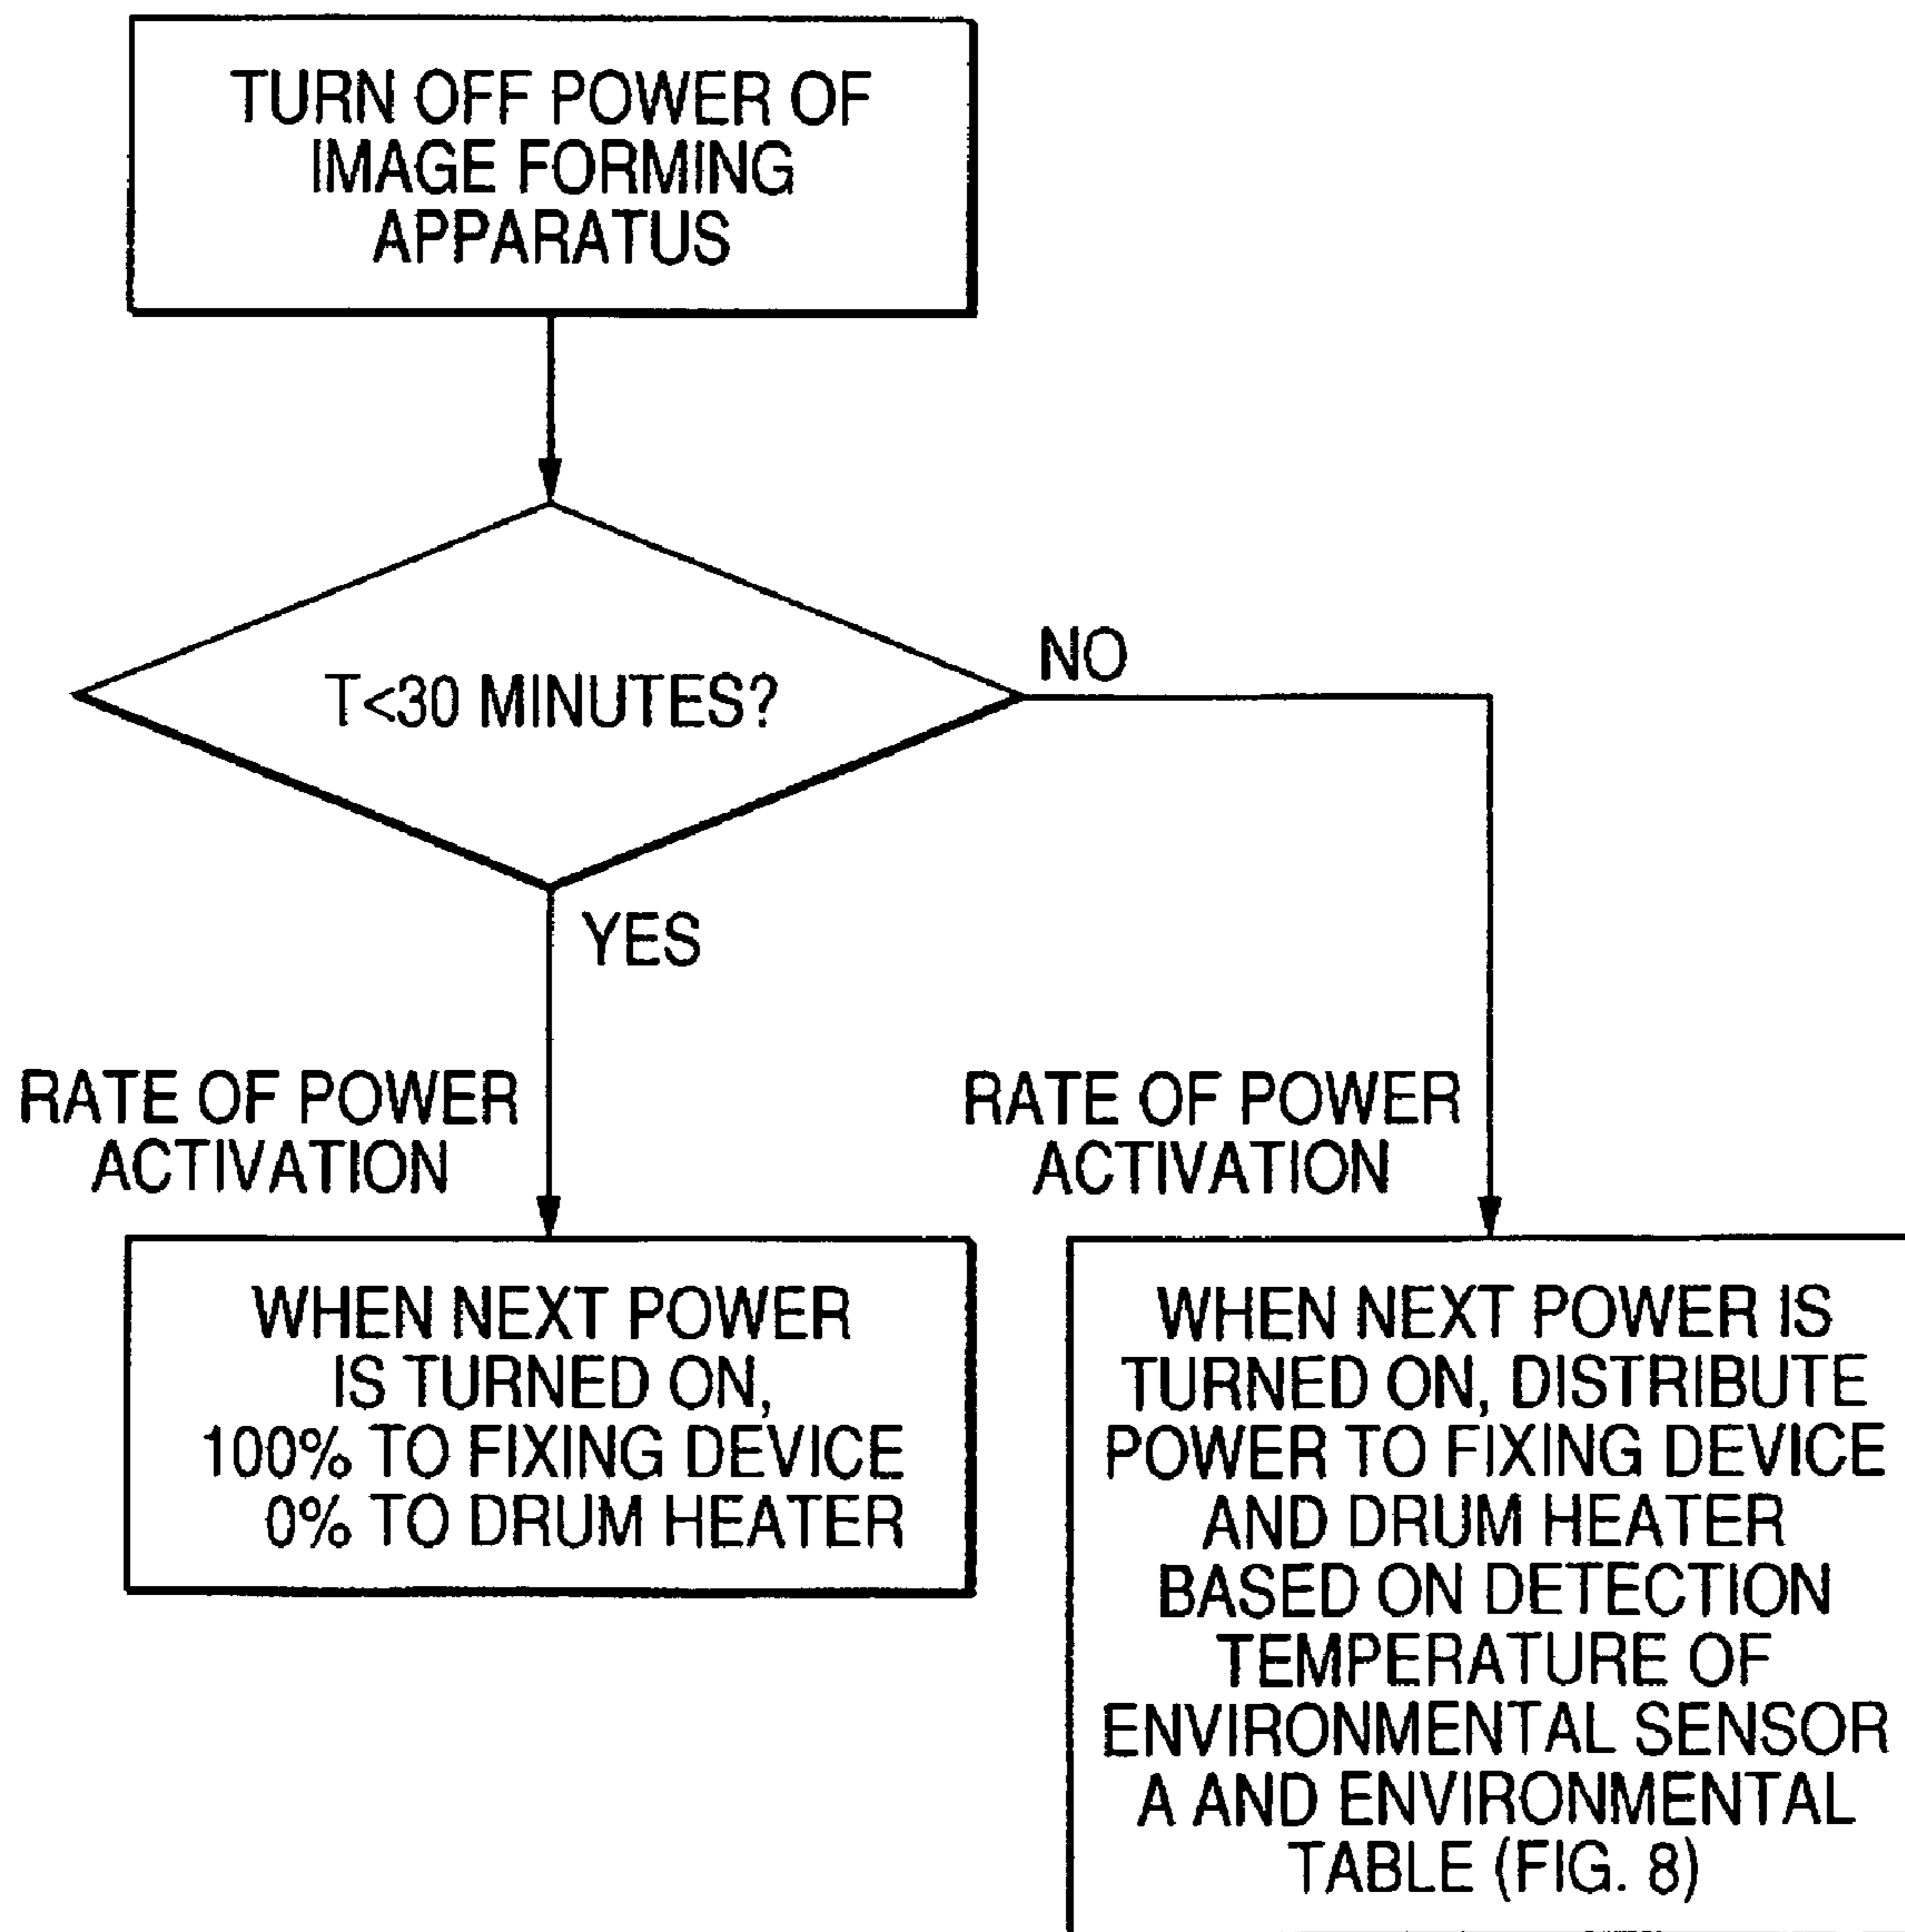 TURN OFF POWER OF
IMAGE FORMING
APPARATUS
T<30 MINUTES?
NO
YES
RATE OF POWER
ACTIVATION
RATE OF POWER
ACTIVATION
WHEN NEXT POWER
IS TURNED ON,
100% TO FIXING DEVICE
0% TO DRUM HEATER
WHEN NEXT POWER IS
TURNED ON, DISTRIBUTE
POWER TO FIXING DEVICE
AND DRUM HEATER
BASED ON DETECTION
TEMPERATURE OF
ENVIRONMENTAL SENSOR
A AND ENVIRONMENTAL
TABLE (FIG. 8)